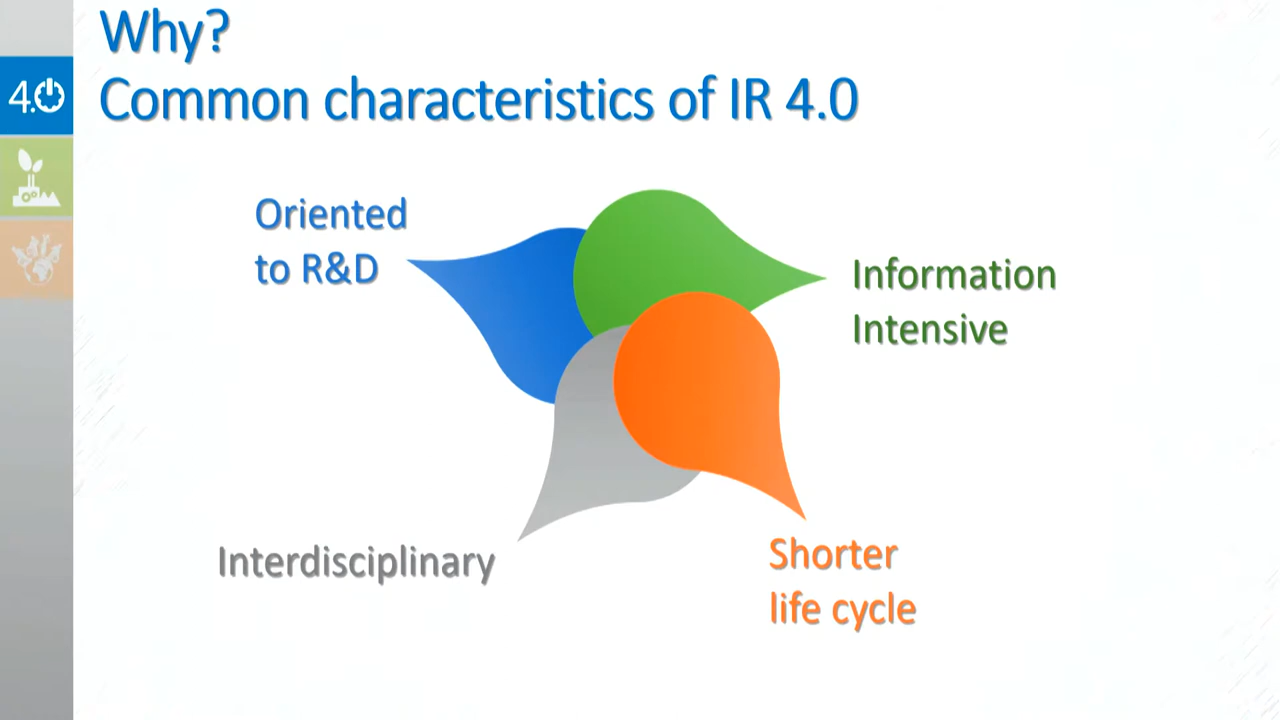 Why?
Common characteristics of IR 4.0
4.0
Oriented
to R&D
Information
Intensive
Interdisciplinary
Shorter
life cycle